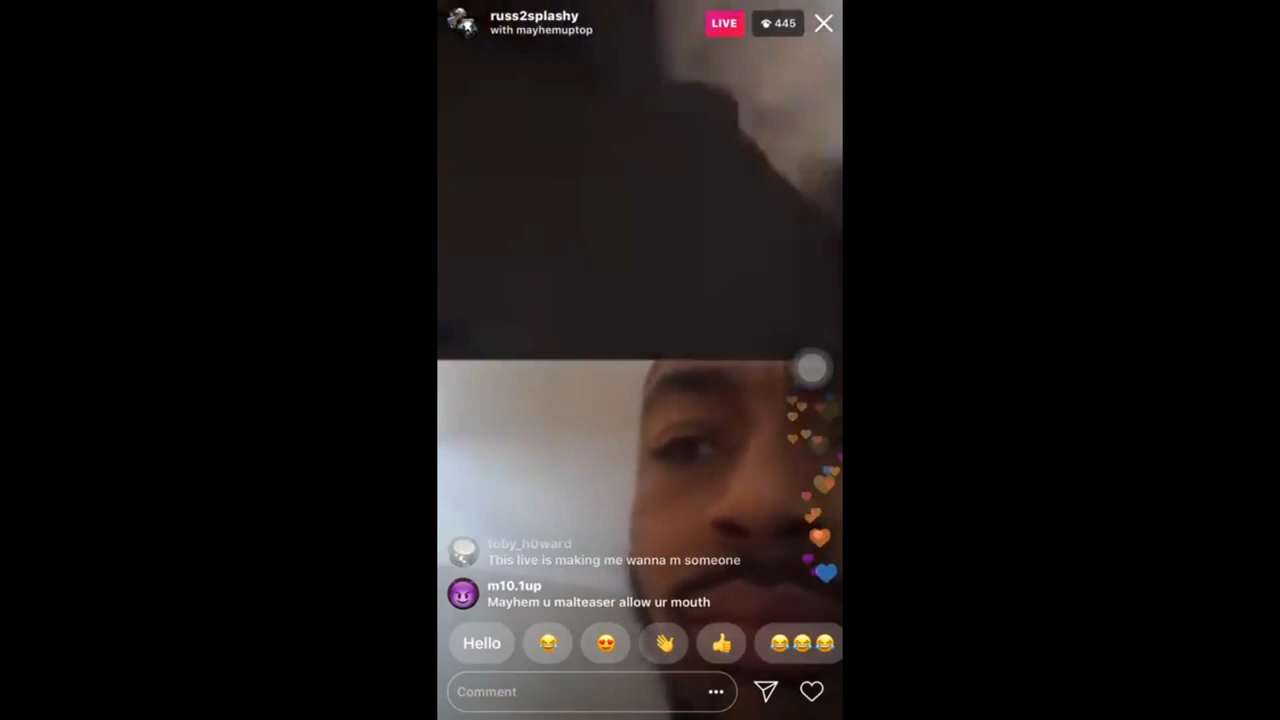 russ2splashy
with mayhemuptop
LIVE
445
toby_h0ward
This live is making me wanna m someone
m10.1up
Mayhem u malteaser allow ur mouth
Hello
Comment